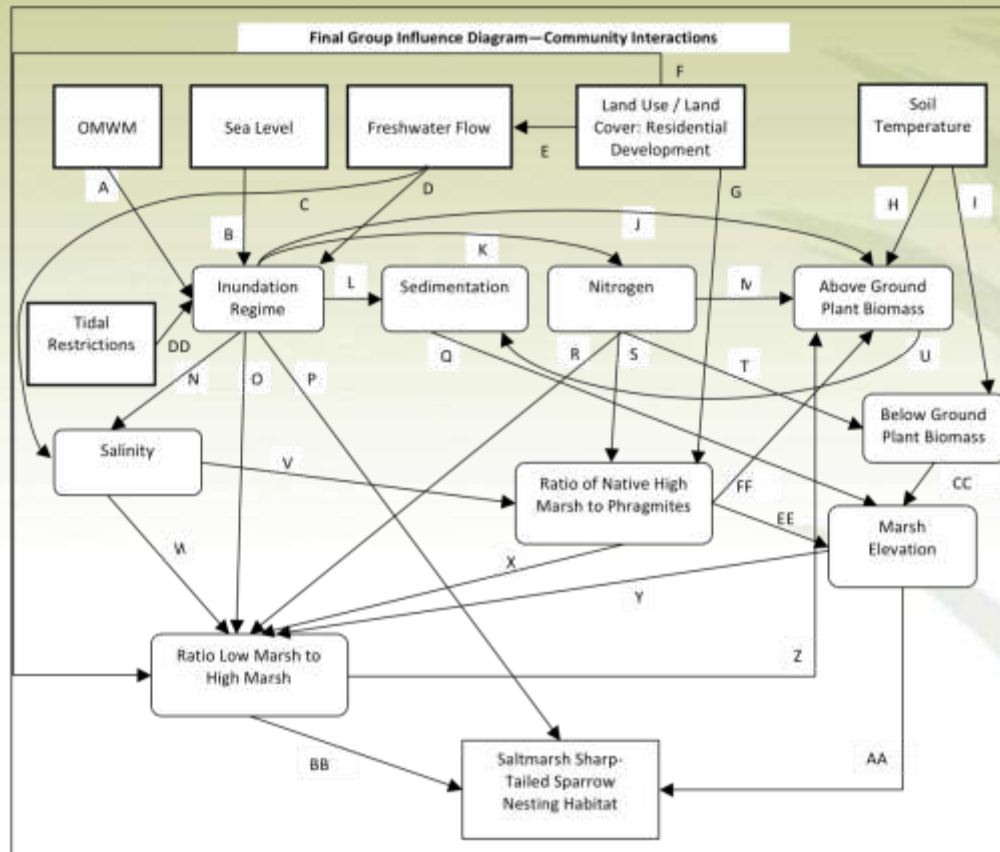 Final Group Influence Diagram—Community Interactions
F
OMWM
Sea Level
Freshwater Flow
Land Use / Land
Cover: Residential
Development
Soil
Temperature
E
A
B
C
D
G
H
I
J
K
Inundation
Regime
L
Sedimentation
Nitrogen
M
Above Ground
Plant Biomass
Tidal
Restrictions
DD
N
O
P
Q
R
S
T
U
Below Ground
Plant Biomass
Salinity
V
Ratio of Native High
Marsh to Phragmites
FF
EE
CC
Marsh
Elevation
W
X
Y
Ratio Low Marsh to
High Marsh
Z
BB
Saltmarsh Sharp-
Tailed Sparrow
Nesting Habitat
AA